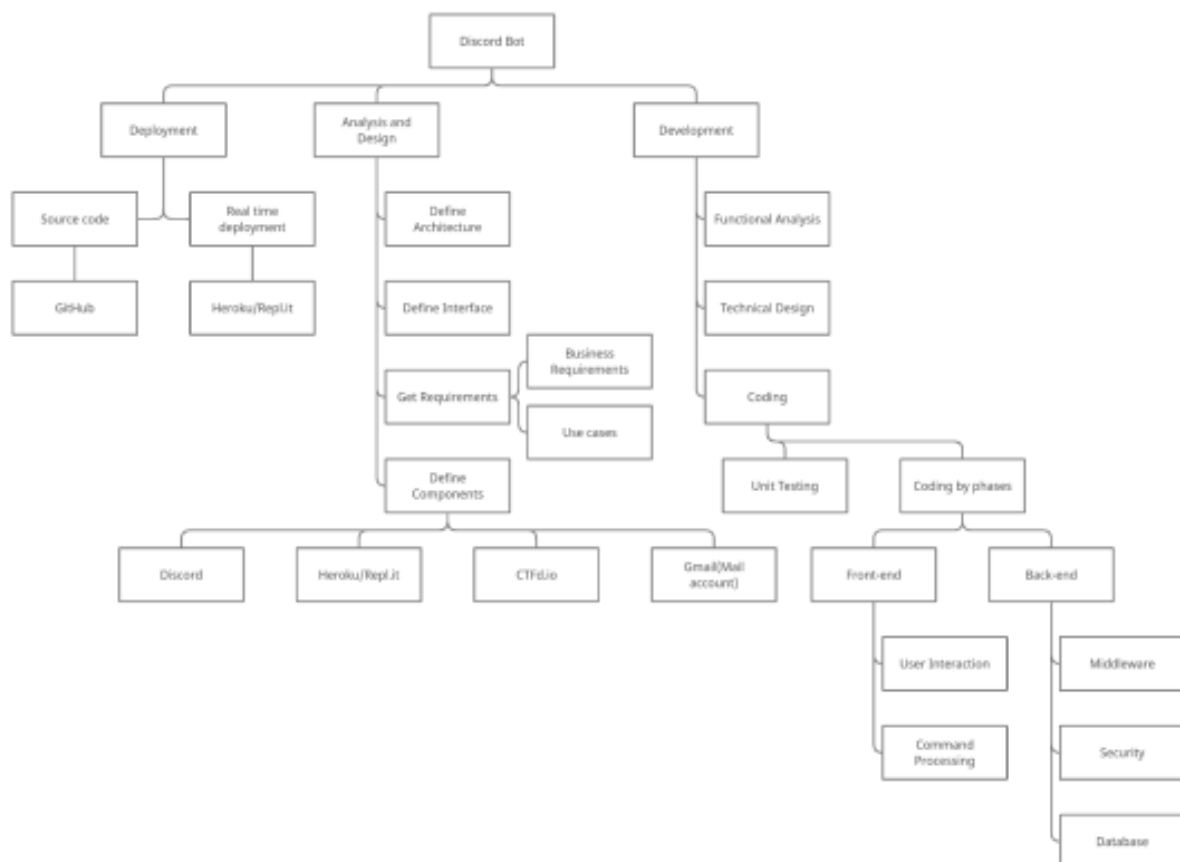 Discord Bot
Deployment
Analysis and
Design
Development
Source code
Real time
deployment
Define
Architecture
Functional Analysis
GitHub
Heroku/Repl.it
Define Interface
Technical Design
Business
Requirements
Get Requirements
Coding
Use cases
Define
Components
Unit Testing
Coding by phases
Discord
Heroku/Repl.it
CTFd.io
Gmail(Mail
account)
Front-end
Back-end
User Interaction
Middleware
Command
Processing
Security
Database